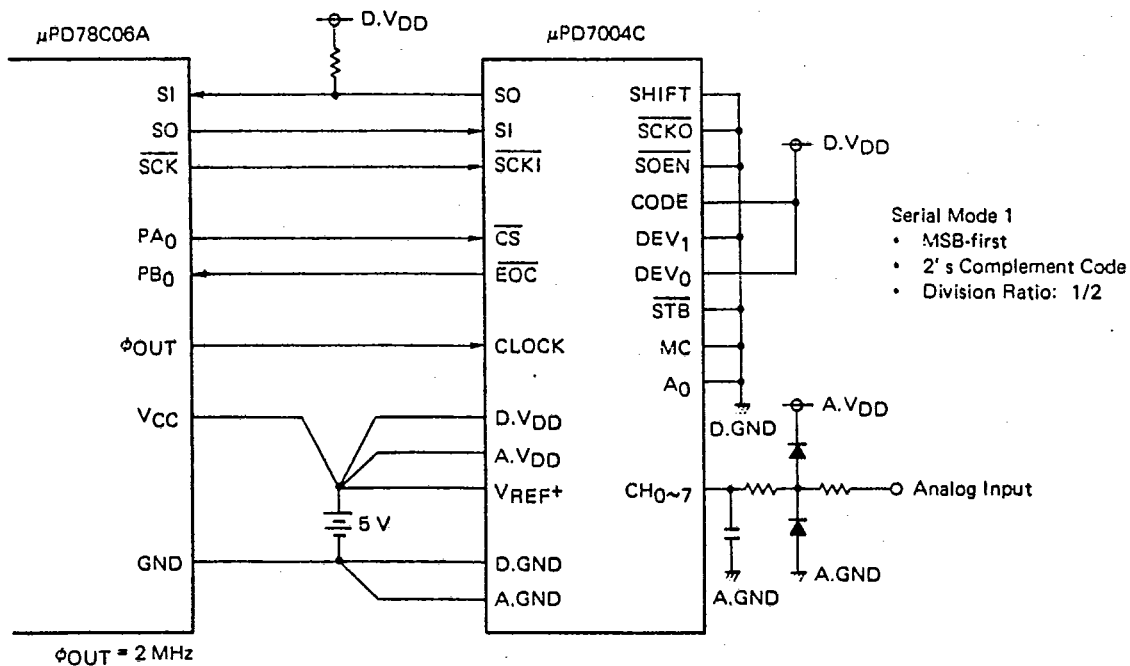 D.VDD
μPD78C06A
μPD7004C
SI
SO
SCK
PA0
PB0
φOUT
VCC
GND
φOUT = 2 MHz
5 V
SO
SI
SCKI
CS
EOC
CLOCK
D.VDD
A.VDD
VREF+
D.GND
A.GND
SHIFT
SCKO
SOEN
CODE
DEV1
DEV0
STB
MC
A0
CH0~7
D.VDD
Serial Mode 1
• MSB-first
• 2's Complement Code
• Division Ratio: 1/2
D.GND
A.VDD
Analog Input
A.GND
A.GND